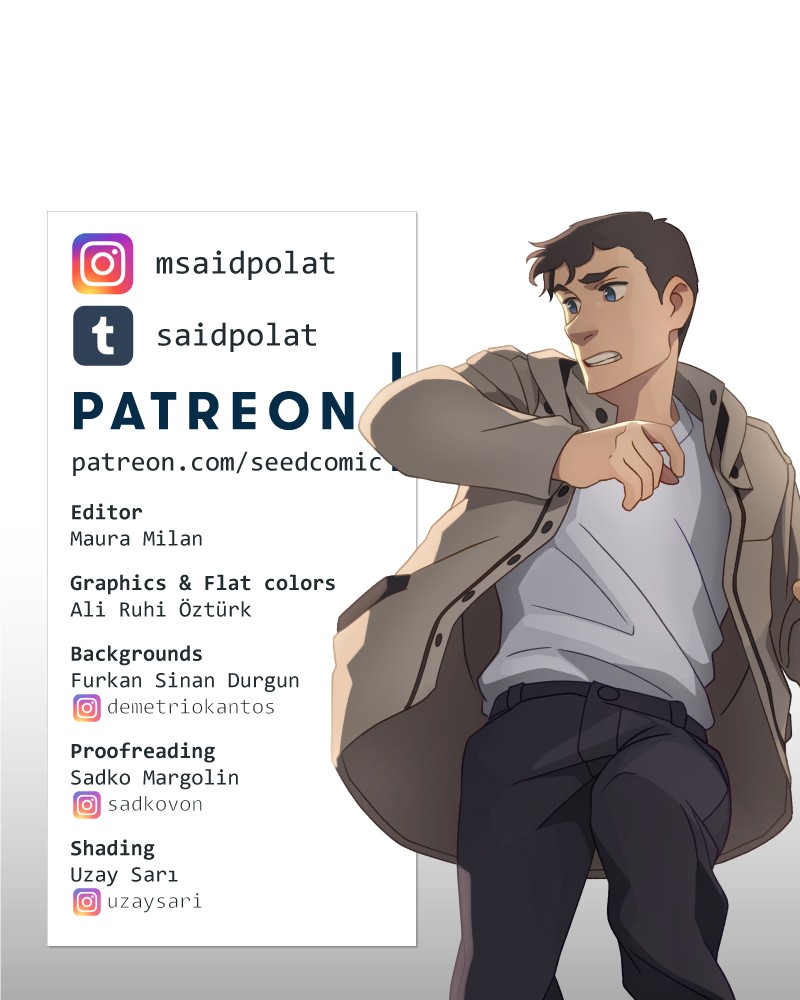 msaidpolat
saidpolat
PATREON
patreon.com/seedcomic
Editor
Maura Milan
Graphics & Flat colors
Ali Ruhi Öztürk
Backgrounds
Furkan Sinan Durgun
demetriokantos
Proofreading
Sadko Margolin
sadkovon
Shading
Uzay Sarı
uzaysari